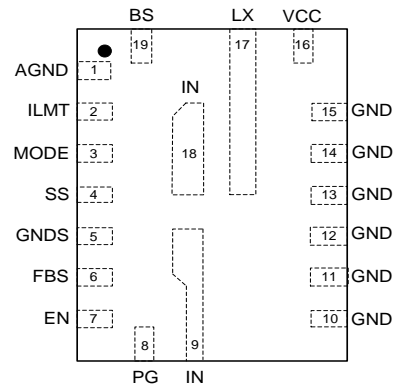 BS LX VCC
19 17 16
AGND 1
IN
ILMT 2 15 GND
MODE 3 18 14 GND
SS 4 13 GND
GNDS 5 12 GND
FBS 6 11 GND
EN 7 10 GND
8 9
PG IN